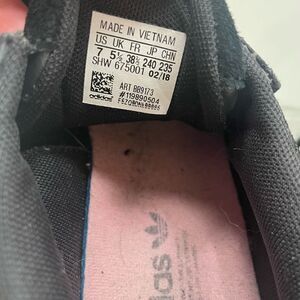 MADE IN VIETNAM
US UK FR JP CHN
7 5½ 38⅔ 240 235
SHW 675001 02/18
ART BB9173
#119890504
adidas
adidas